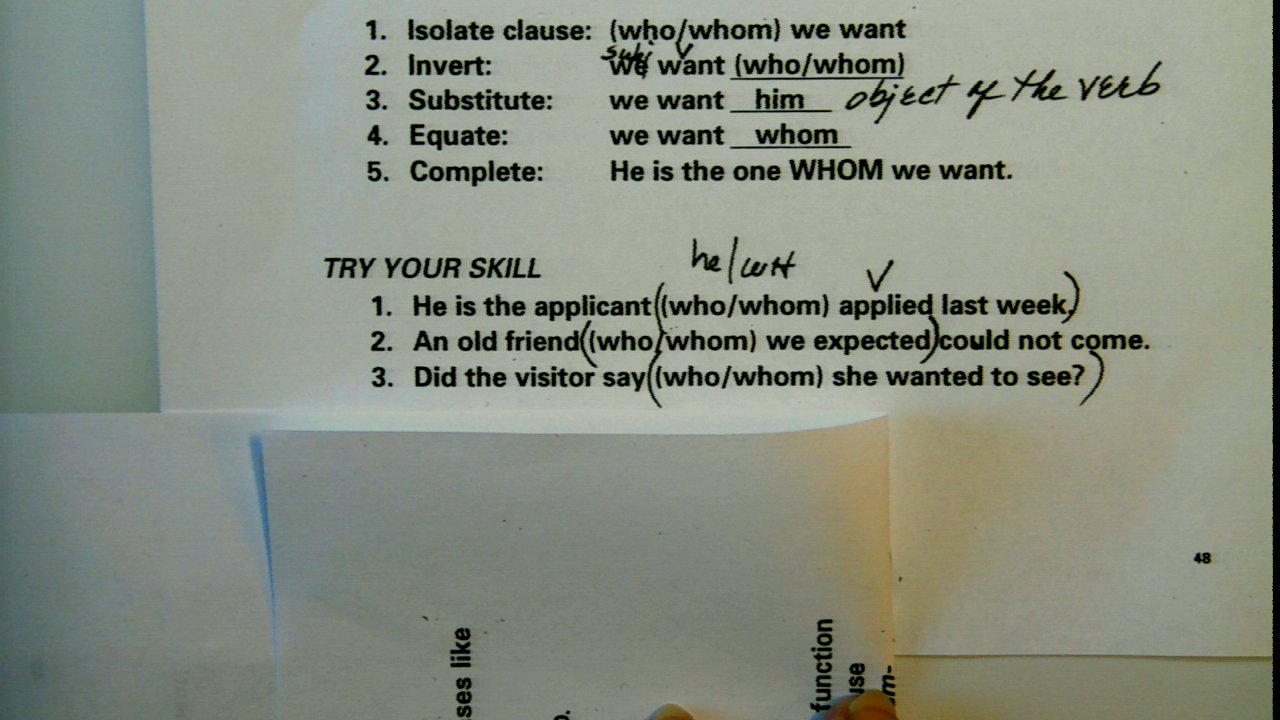 1. Isolate clause: (who/whom) we want
subj v
2. Invert: we want (who/whom)
3. Substitute: we want him object of the verb
4. Equate: we want whom
5. Complete: He is the one WHOM we want.
he/
TRY YOUR SKILL
v
1. He is the applicant((who/whom) applied last week.)
2. An old friend((who/whom) we expected)could not come.
3. Did the visitor say((who/whom) she wanted to see?)
48
ses like
function
use
m-